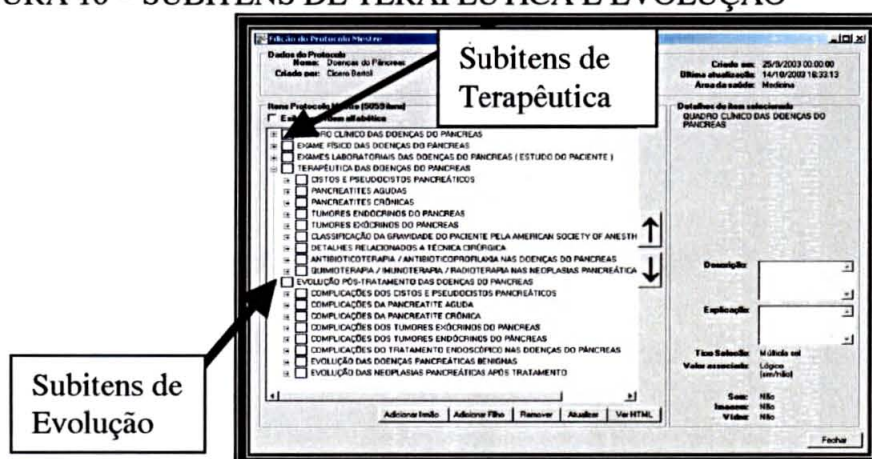 URA 10 – SUBITENS DE TERAPÊUTICA E EVOLUÇÃO
Edição do Protocolo Mestre
Subitens de
Terapêutica
Dados do Protocolo
Nome: Doenças do Pâncreas
Criado por: Cicero Bertol
Criado em: 25/9/2003 00:00:00
Última atualização: 14/10/2003 18:33:13
Área da saúde: Medicina
Itens Protocolo Mestre (5059 itens)
alfabética
QUADRO CLÍNICO DAS DOENÇAS DO PÂNCREAS
EXAME FÍSICO DAS DOENÇAS DO PÂNCREAS
EXAMES LABORATORIAIS DAS DOENÇAS DO PÂNCREAS ( ESTUDO DO PACIENTE )
TERAPÊUTICA DAS DOENÇAS DO PÂNCREAS
CISTOS E PSEUDOCISTOS PANCREÁTICOS
PANCREATITES AGUDAS
PANCREATITES CRÔNICAS
TUMORES ENDÓCRINOS DO PÂNCREAS
TUMORES EXÓCRINOS DO PÂNCREAS
CLASSIFICAÇÃO DA GRAVIDADE DO PACIENTE PELA AMERICAN SOCIETY OF ANESTH
DETALHES RELACIONADOS A TÉCNICA CIRÚRGICA
ANTIBIOTICOTERAPIA / ANTIBIOTICOPROFILAXIA NAS DOENÇAS DO PÂNCREAS
QUIMIOTERAPIA / IMUNOTERAPIA / RADIOTERAPIA NAS NEOPLASIAS PANCREÁTICA
EVOLUÇÃO PÓS-TRATAMENTO DAS DOENÇAS DO PÂNCREAS
COMPLICAÇÕES DOS CISTOS E PSEUDOCISTOS PANCREÁTICOS
COMPLICAÇÕES DA PANCREATITE AGUDA
COMPLICAÇÕES DA PANCREATITE CRÔNICA
COMPLICAÇÕES DOS TUMORES EXÓCRINOS DO PÂNCREAS
COMPLICAÇÕES DOS TUMORES ENDÓCRINOS DO PÂNCREAS
COMPLICAÇÕES DO TRATAMENTO ENDOSCÓPICO NAS DOENÇAS DO PÂNCREAS
EVOLUÇÃO DAS DOENÇAS PANCREÁTICAS BENIGNAS
EVOLUÇÃO DAS NEOPLASIAS PANCREÁTICAS APÓS TRATAMENTO
Adicionar Irmão Adicionar Filho Remover Atualizar Ver HTML
Detalhes do item selecionado
QUADRO CLÍNICO DAS DOENÇAS DO
PÂNCREAS
Descrição:
Explicação:
Tipo Seleção: Múltipla sel
Valor associado: Lógico
(sim/não)
Som: Não
Imagem: Não
Vídeo: Não
Fechar
Subitens de
Evolução